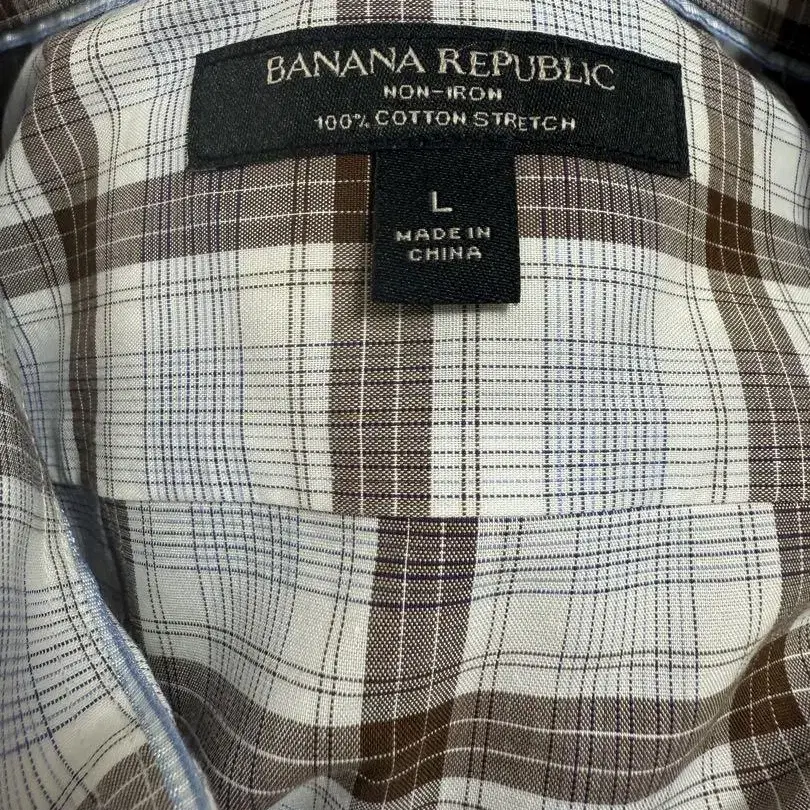 BANANA REPUBLIC
NON-IRON
100% COTTON STRETCH
L
MADE IN
CHINA